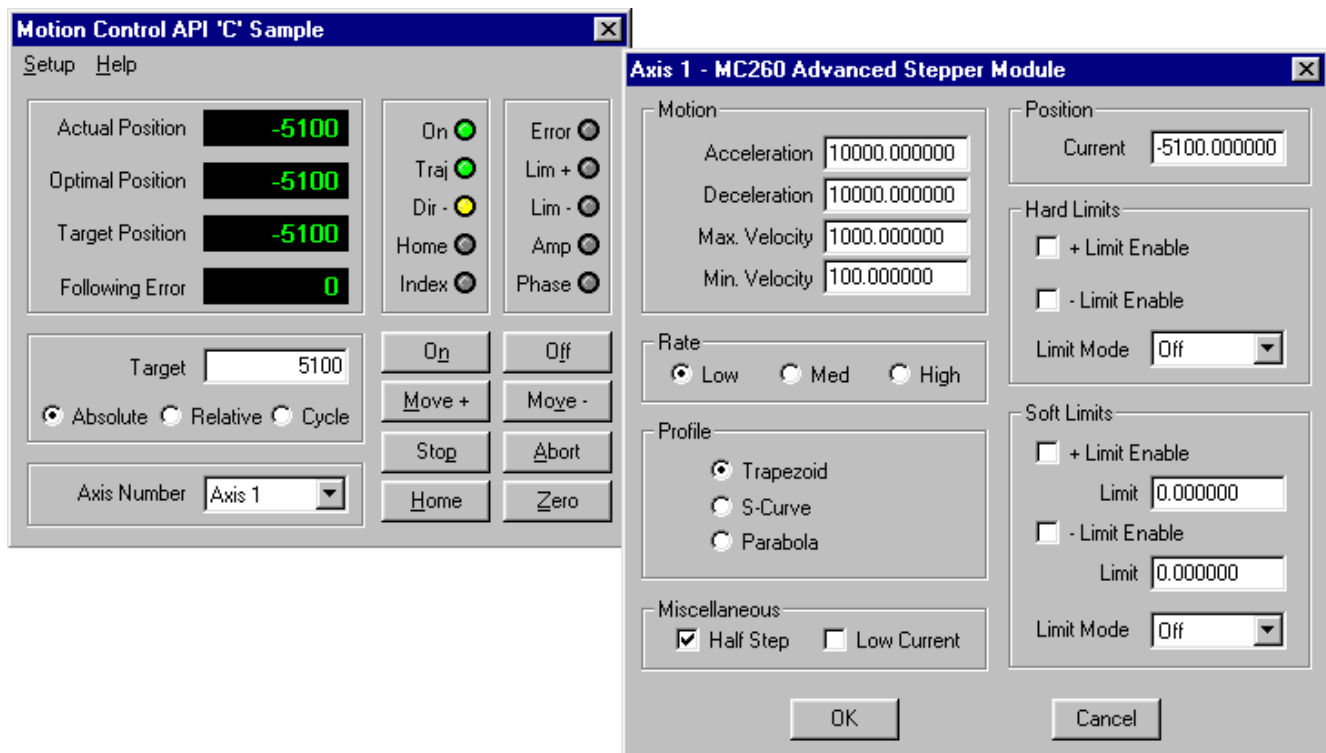 Motion Control API 'C' Sample
Setup Help
Actual Position -5100
Optimal Position -5100
Target Position -5100
Following Error 0
On Error
Traj Lim +
Dir - Lim -
Home Amp
Index Phase
Target 5100
Absolute Relative Cycle
Axis Number Axis 1
On Off
Move + Move -
Stop Abort
Home Zero
Axis 1 - MC260 Advanced Stepper Module
Motion
Acceleration 10000.000000
Deceleration 10000.000000
Max. Velocity 1000.000000
Min. Velocity 100.000000
Rate
Low Med High
Profile
Trapezoid
S-Curve
Parabola
Miscellaneous
Half Step Low Current
Position
Current -5100.000000
Hard Limits
+ Limit Enable
- Limit Enable
Limit Mode Off
Soft Limits
+ Limit Enable
Limit 0.000000
- Limit Enable
Limit 0.000000
Limit Mode Off
OK Cancel